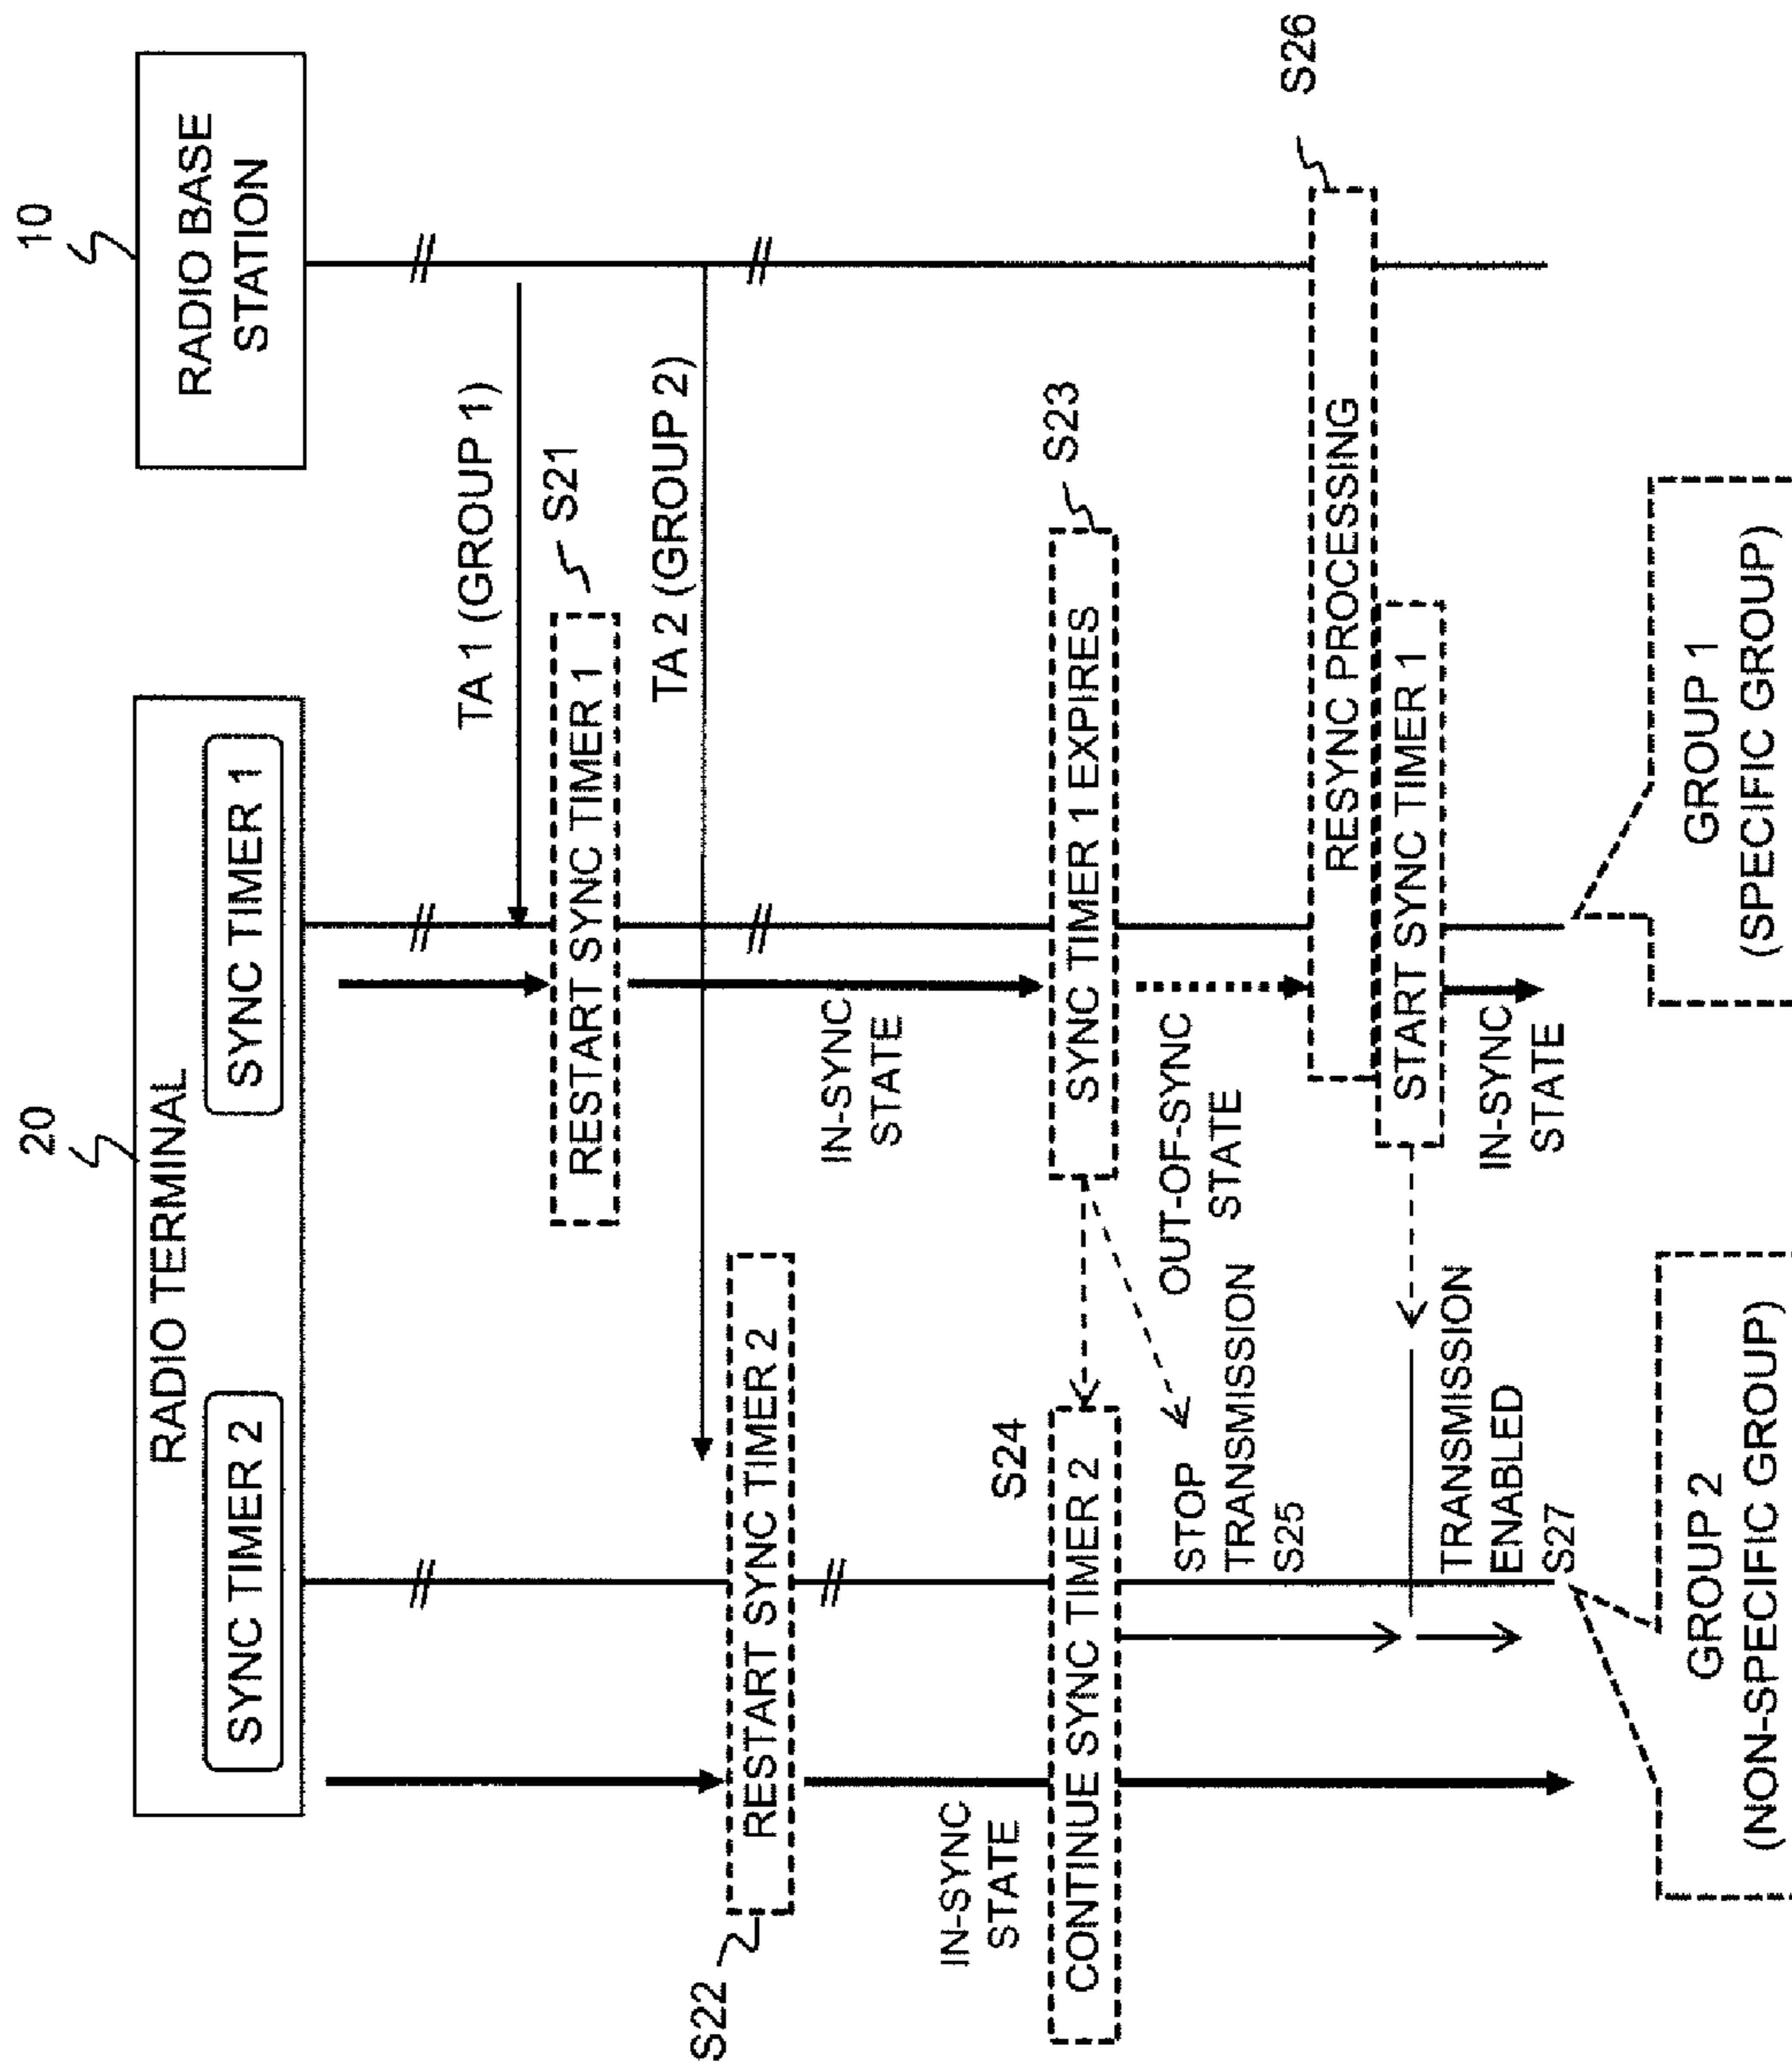 20
RADIO TERMINAL
SYNC TIMER 2
SYNC TIMER 1
10
RADIO BASE
STATION
TA 1 (GROUP 1)
RESTART SYNC TIMER 1
S21
TA 2 (GROUP 2)
S22
RESTART SYNC TIMER 2
IN-SYNC
STATE
IN-SYNC
STATE
S24
CONTINUE SYNC TIMER 2
SYNC TIMER 1 EXPIRES
S23
STOP
TRANSMISSION
S25
OUT-OF-SYNC
STATE
RESYNC PROCESSING
S26
START SYNC TIMER 1
TRANSMISSION
ENABLED
S27
IN-SYNC
STATE
GROUP 2
(NON-SPECIFIC GROUP)
GROUP 1
(SPECIFIC GROUP)